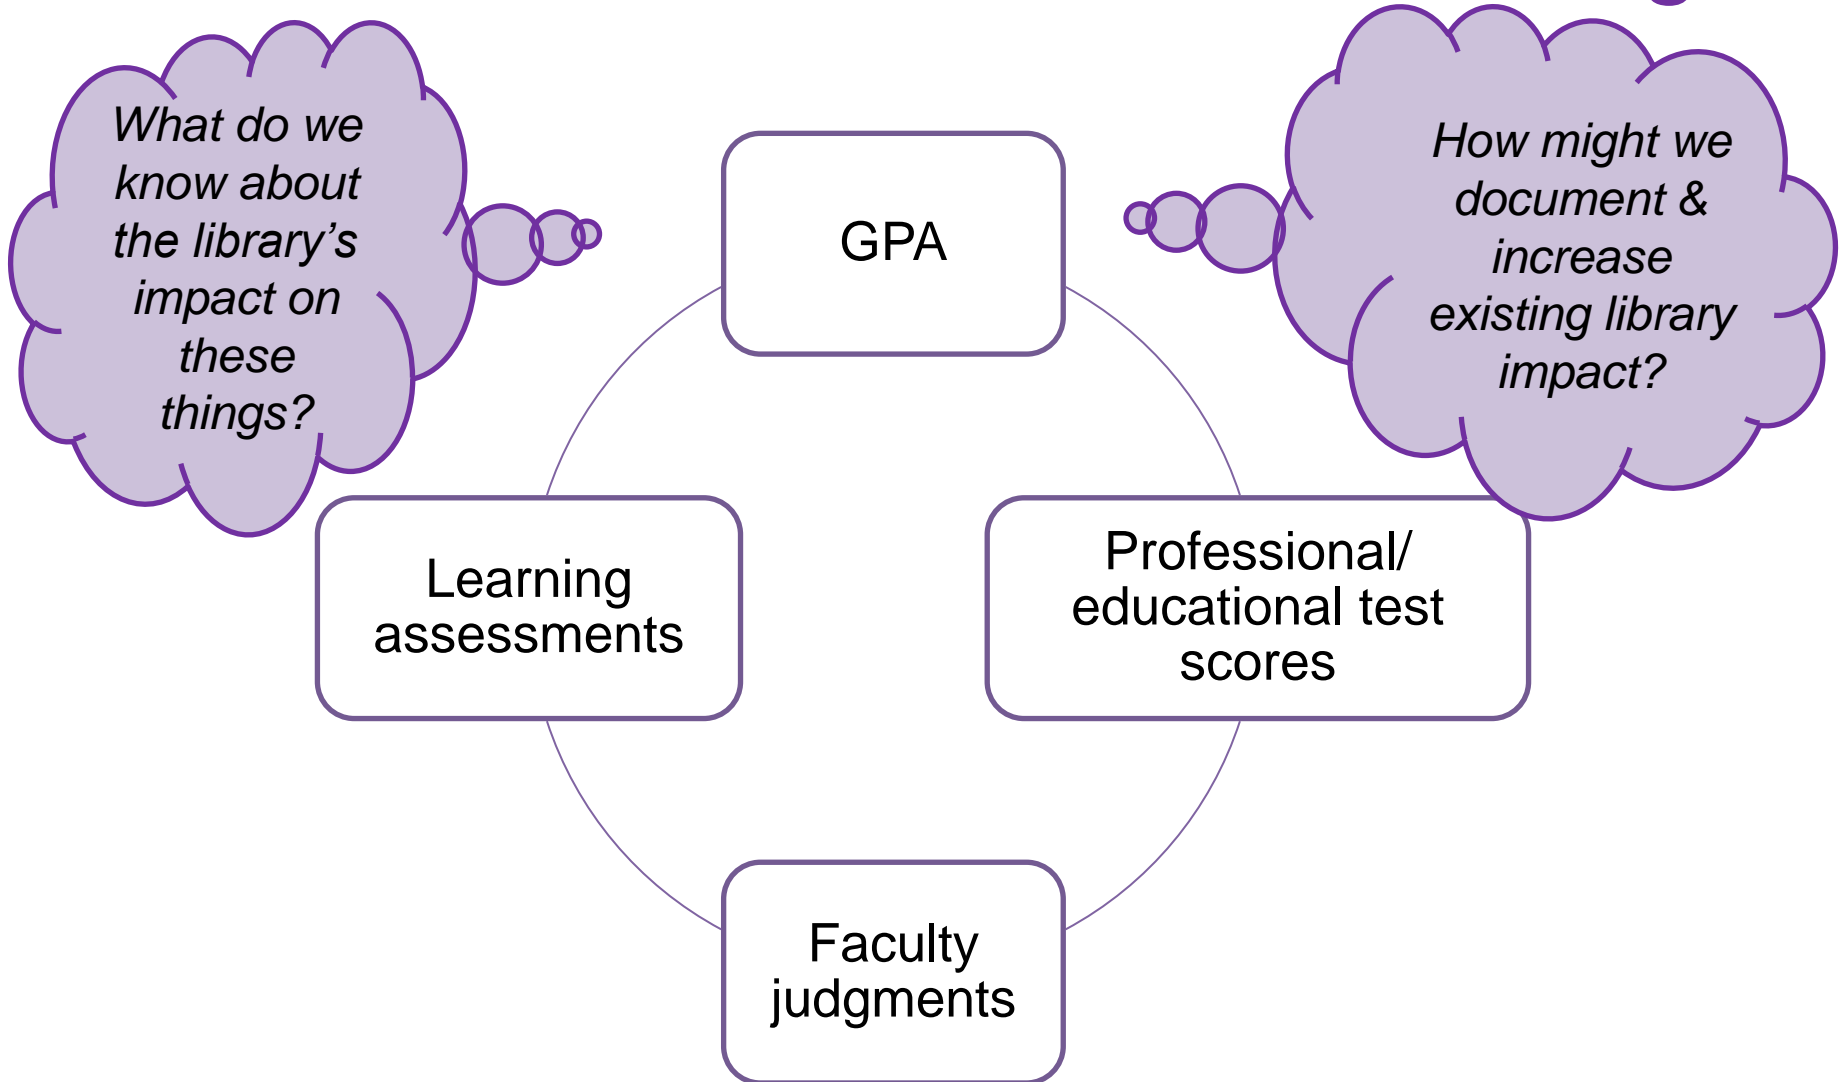 What do we
know about
the library’s
impact on
these
things?
GPA
How might we
document &
increase
existing library
impact?
Learning
assessments
Professional/
educational test
scores
Faculty
judgments